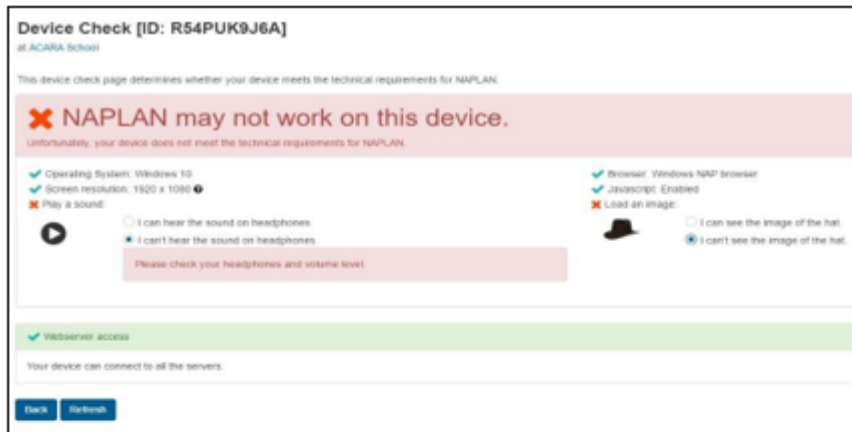 Device Check [ID: R54PUK9J6A]
at ACARA School
This device check page determines whether your device meets the technical requirements for NAPLAN.
NAPLAN may not work on this device.
Unfortunately, your device does not meet the technical requirements for NAPLAN.
Operating System: Windows 10
Screen resolution: 1920 x 1080
Play a sound:
I can hear the sound on headphones
I can't hear the sound on headphones
Please check your headphones and volume level.
Browser: Windows NAP browser
Javascript: Enabled
Load an image:
I can see the image of the hat.
I can't see the image of the hat.
Webserver access
Your device can connect to all the servers.
Back Refresh